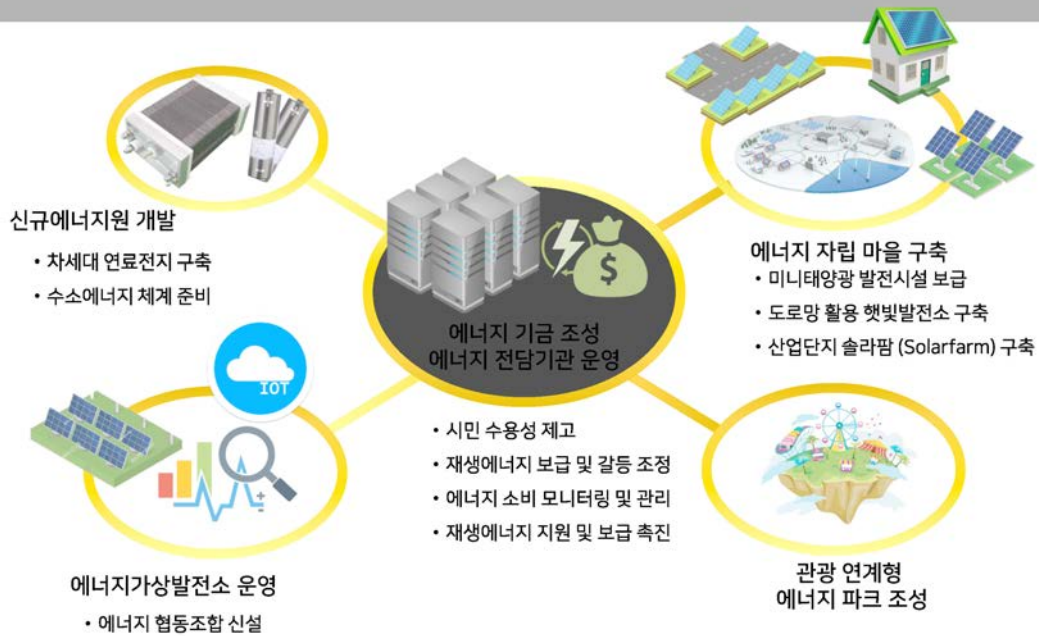 신규에너지원 개발
• 차세대 연료전지 구축
• 수소에너지 체계 준비
에너지 자립 마을 구축
• 미니태양광 발전시설 보급
• 도로망 활용 햇빛발전소 구축
• 산업단지 솔라팜 (Solarfarm) 구축
$
에너지 기금 조성
에너지 전담기관 운영
• 시민 수용성 제고
• 재생에너지 보급 및 갈등 조정
• 에너지 소비 모니터링 및 관리
• 재생에너지 지원 및 보급 촉진
IOT
+
-
에너지가상발전소 운영
• 에너지 협동조합 신설
관광 연계형
에너지 파크 조성